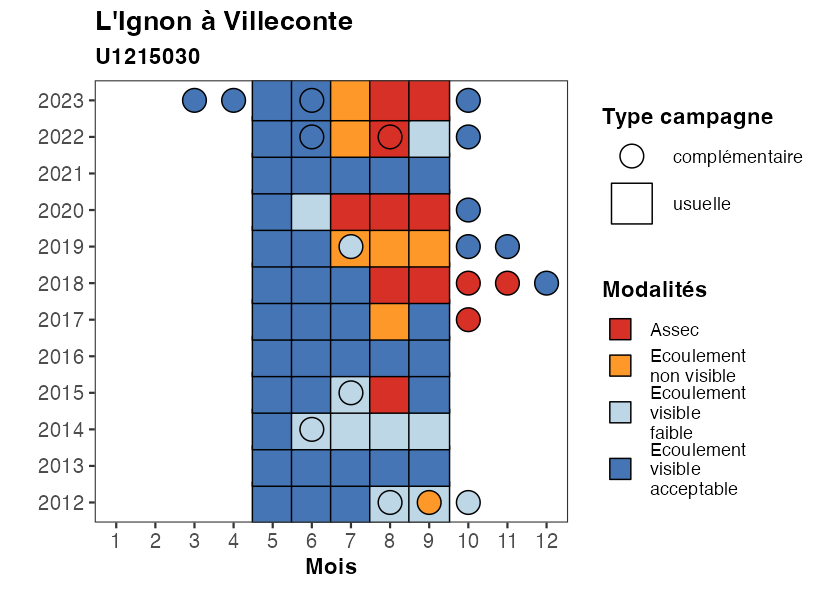 L'Ignon à Villeconte
U1215030
2023
2022
2021
2020
2019
2018
2017
2016
2015
2014
2013
2012
1 2 3 4 5 6 7 8 9 10 11 12
Mois
Type campagne
complémentaire
usuelle
Modalités
Assec
Ecoulement
non visible
Ecoulement
visible
faible
Ecoulement
visible
acceptable